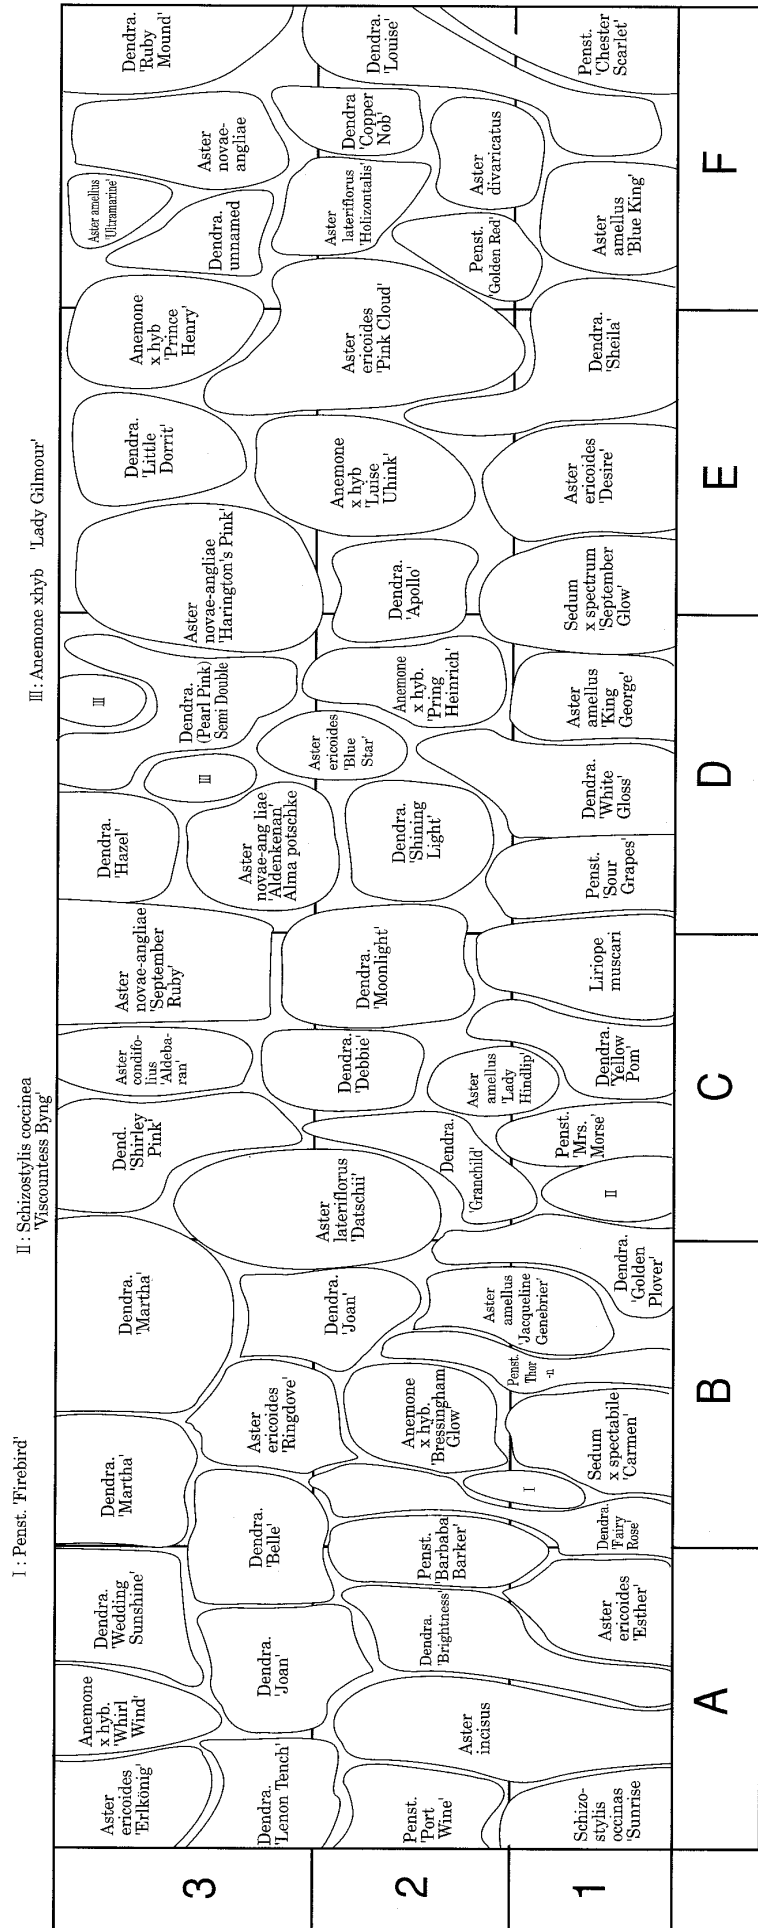 I : Penst. 'Firebird'
II : Schizostylis coccinea
'Viscountess Byng'
III : Anemone xhyb 'Lady Gilmour'
3
Aster
ericoides
'Erlkönig'
Anemone
x hyb.
'Whirl
Wind'
Dendra.
'Wedding
Sunshine'
Dendra.
'Martha'
Dendra.
'Martha'
Dend.
'Shirley
Pink'
Aster
condifo-
lius
'Aldeba-
ran'
Aster
novae-angliae
'September
Ruby'
Dendra.
'Hazel'
III
III
Dendra.
(Pearl Pink)
Semi Double
Aster
novae-angliae
'Harington's Pink'
Dendra.
'Little
Dorrit'
Anemone
x hyb
'Prince
Henry'
Aster amellus
'Ultramarine'
Dendra.
unnamed
Aster
novae-
angliae
Dendra.
'Ruby
Mound'
Dendra.
'Lenon Tench'
Dendra.
'Joan'
Dendra.
'Belle'
Aster
ericoides
'Ringdove'
Dendra.
'Joan'
Aster
lateriflorus
'Datschii'
Aster
novae-ang liae
'Aldenkenan'
Alma potschke
Aster
ericoides
'Blue
Star'
2
Penst.
'Port
Wine'
Aster
incisus
Dendra.
'Brightness'
Penst.
'Barbaba
Barker'
Anemone
x hyb.
'Bressingham
Glow'
Aster
amellus
'Jacqueline
Genebrier'
Dendra.
'Granchild'
Dendra.
'Debbie'
Aster
amellus
'Lady
Hindlip'
Dendra.
'Moonlight'
Dendra.
'Shining
Light'
Anemone
x hyb.
'Pring
Heinrich'
Dendra.
'Apollo'
Anemone
x hyb
'Luise
Uhink'
Aster
ericoides
'Pink Cloud'
Aster
lateriflorus
'Holizontalis'
Penst.
'Golden Red'
Dendra
'Copper
Nob'
Aster
divaricatus
Dendra.
'Louise'
1
Schizo-
stylis
occinas
'Sunrise
Aster
ericoides
'Esther'
Dendra.
'Fairy
Rose'
I
Sedum
x spectabile
'Carmen'
Penst.
Thor
-n
Dendra.
'Golden
Plover'
II
Penst.
'Mrs.
Morse'
Dendra.
'Yellow
Pom'
Liriope
muscari
Penst.
'Sour
Grapes'
Dendra.
'White
Gloss'
Aster
amellus
'King
George'
Sedum
x spectrum
'September
Glow'
Aster
ericoides
'Desire'
Dendra.
'Sheila'
Aster
amellus
'Blue King'
Penst.
'Chester
Scarlet'
A
B
C
D
E
F